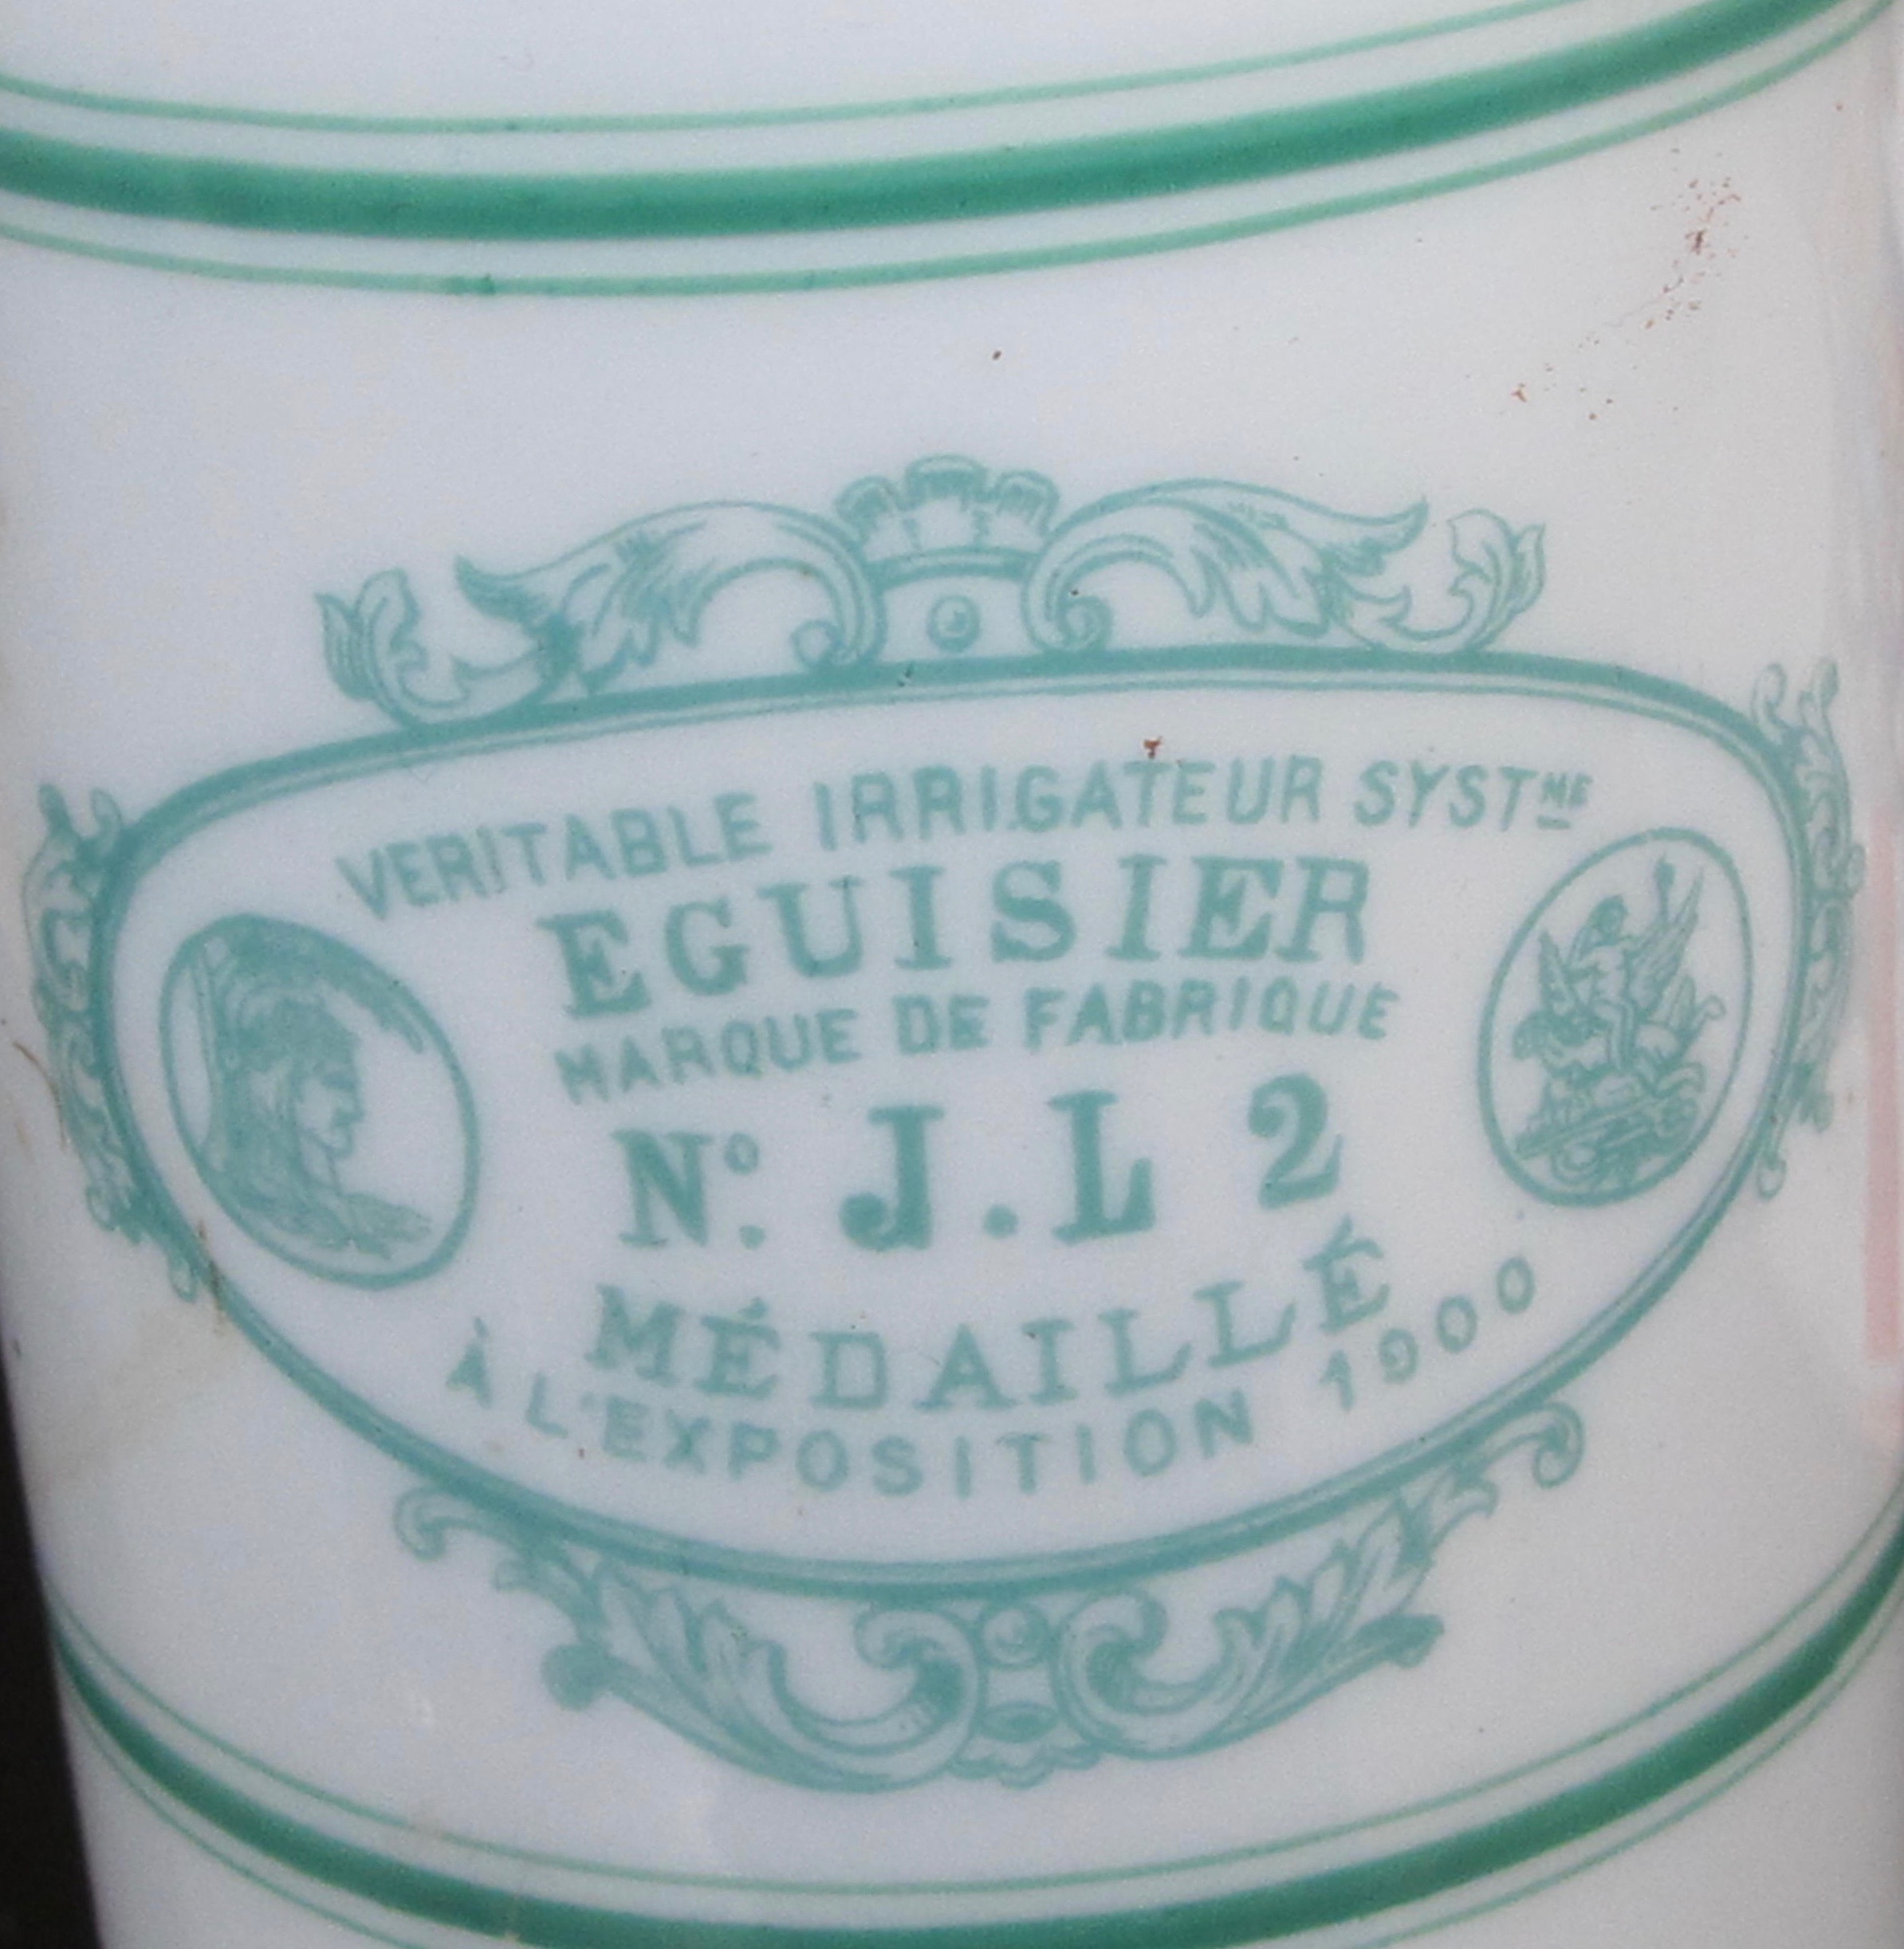 VERITABLE IRRIGATEUR SYSTME
EGUISIER
MARQUE DE FABRIQUE
No. J.L 2
MÉDAILLÉ
À L'EXPOSITION 1900